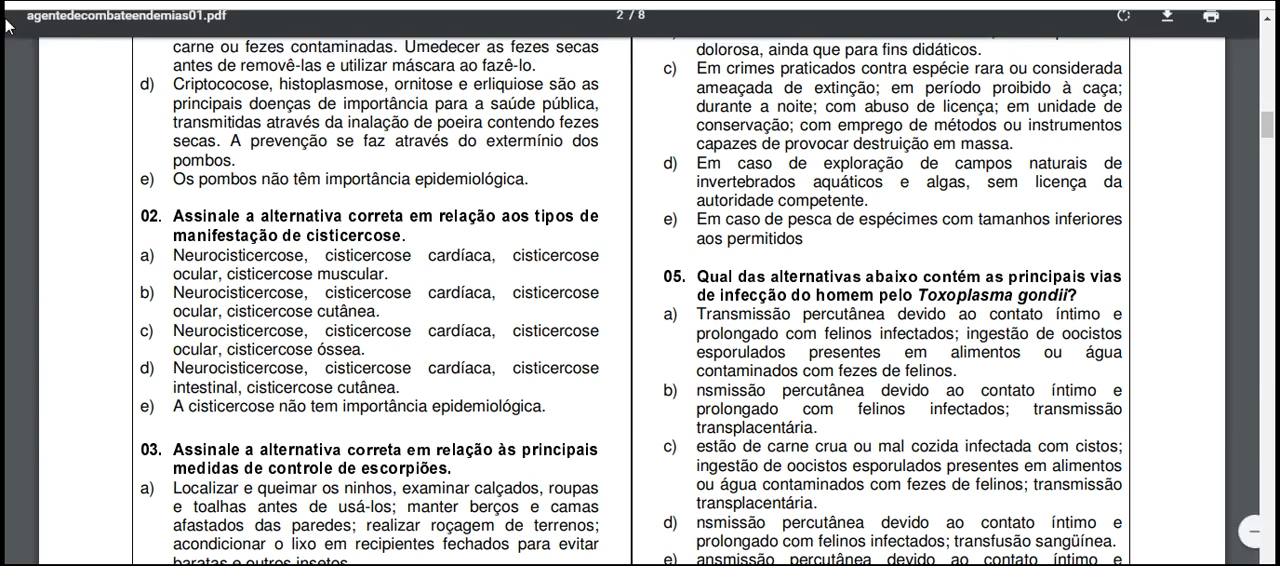 agentedecombateendemias01.pdf
2 / 8
carne ou fezes contaminadas. Umedecer as fezes secas
antes de removê-las e utilizar máscara ao fazê-lo.
d) Criptococose, histoplasmose, ornitose e erliquiose são as
principais doenças de importância para a saúde pública,
transmitidas através da inalação de poeira contendo fezes
secas. A prevenção se faz através do extermínio dos
pombos.
e) Os pombos não têm importância epidemiológica.
02. Assinale a alternativa correta em relação aos tipos de
manifestação de cisticercose.
a) Neurocisticercose, cisticercose cardíaca, cisticercose
ocular, cisticercose muscular.
b) Neurocisticercose, cisticercose cardíaca, cisticercose
ocular, cisticercose cutânea.
c) Neurocisticercose, cisticercose cardíaca, cisticercose
ocular, cisticercose óssea.
d) Neurocisticercose, cisticercose cardíaca, cisticercose
intestinal, cisticercose cutânea.
e) A cisticercose não tem importância epidemiológica.
03. Assinale a alternativa correta em relação às principais
medidas de controle de escorpiões.
a) Localizar e queimar os ninhos, examinar calçados, roupas
e toalhas antes de usá-los; manter berços e camas
afastados das paredes; realizar roçagem de terrenos;
acondicionar o lixo em recipientes fechados para evitar
baratas e outros insetos
dolorosa, ainda que para fins didáticos.
c) Em crimes praticados contra espécie rara ou considerada
ameaçada de extinção; em período proibido à caça;
durante a noite; com abuso de licença; em unidade de
conservação; com emprego de métodos ou instrumentos
capazes de provocar destruição em massa.
d) Em caso de exploração de campos naturais de
invertebrados aquáticos e algas, sem licença da
autoridade competente.
e) Em caso de pesca de espécimes com tamanhos inferiores
aos permitidos
05. Qual das alternativas abaixo contém as principais vias
de infecção do homem pelo Toxoplasma gondii?
a) Transmissão percutânea devido ao contato íntimo e
prolongado com felinos infectados; ingestão de oocistos
esporulados presentes em alimentos ou água
contaminados com fezes de felinos.
b) nsmissão percutânea devido ao contato íntimo e
prolongado com felinos infectados; transmissão
transplacentária.
c) estão de carne crua ou mal cozida infectada com cistos;
ingestão de oocistos esporulados presentes em alimentos
ou água contaminados com fezes de felinos; transmissão
transplacentária.
d) nsmissão percutânea devido ao contato íntimo e
prolongado com felinos infectados; transfusão sangüínea.
e) ansmissão percutânea devido ao contato íntimo e